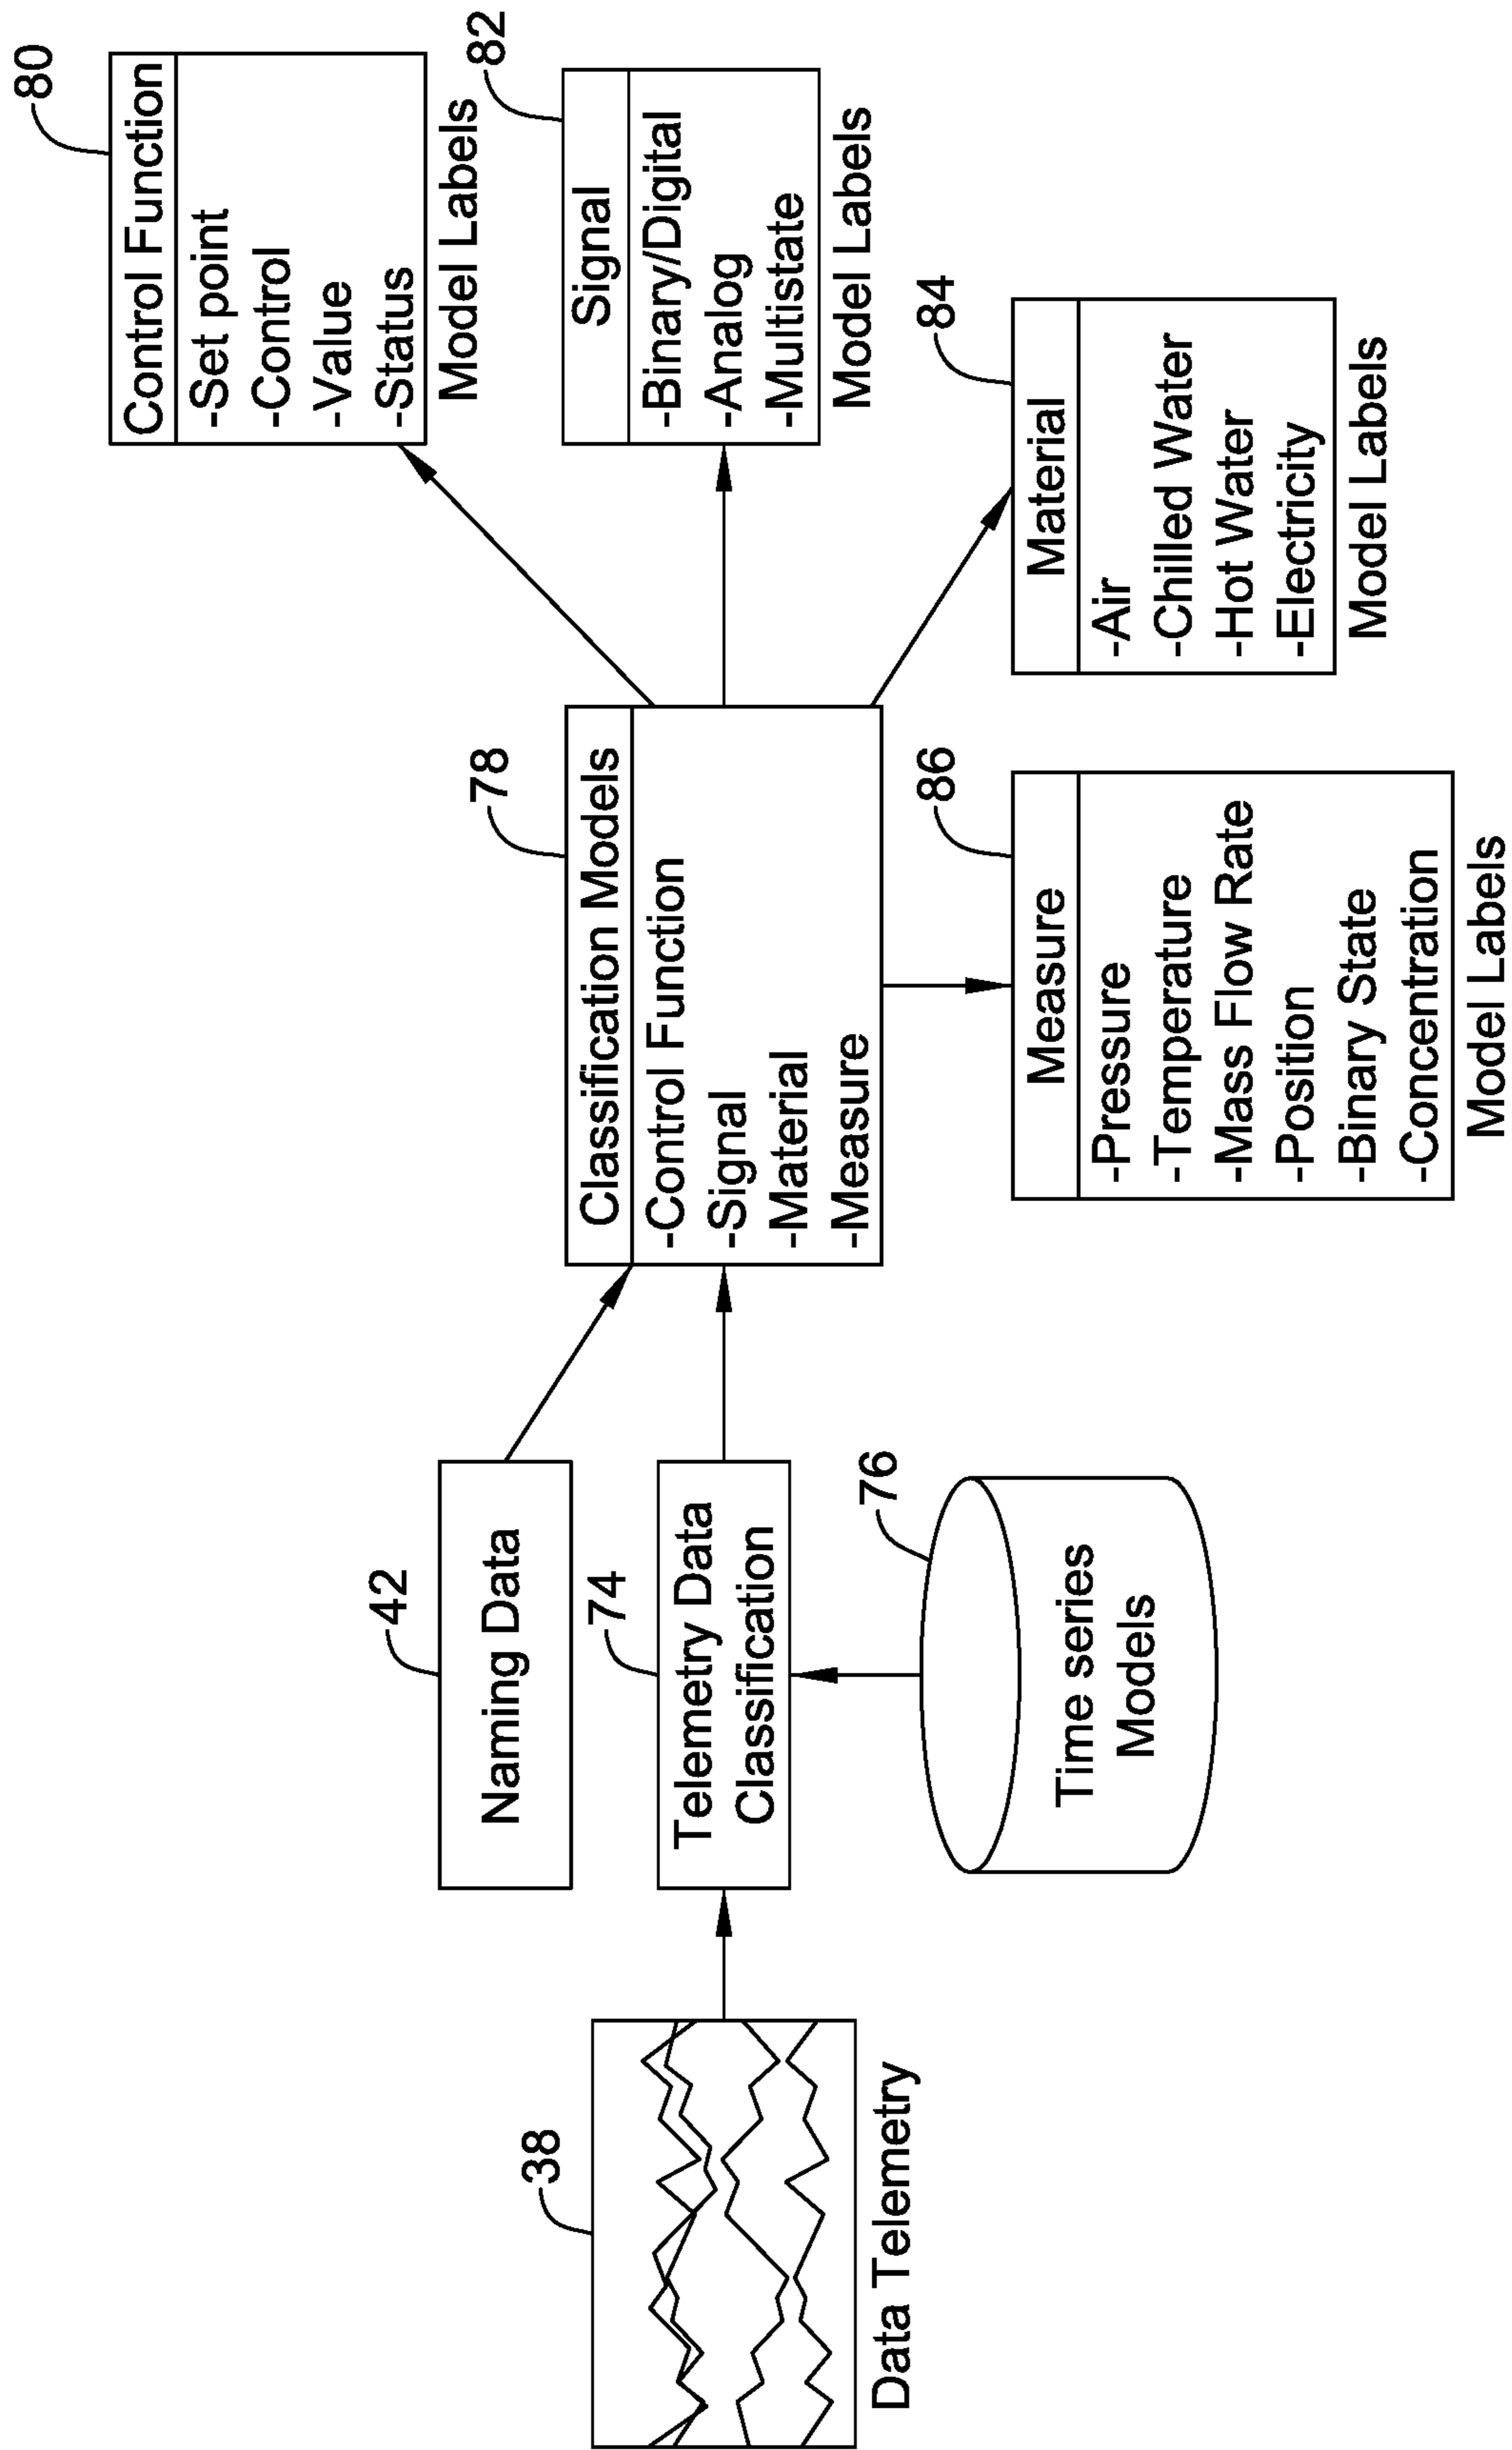 38
Data Telemetry
42
Naming Data
74
Telemetry Data
Classification
76
Time series
Models
78
Classification Models
-Control Function
-Signal
-Material
-Measure
80
Control Function
-Set point
-Control
-Value
-Status
Model Labels
82
Signal
-Binary/Digital
-Analog
-Multistate
Model Labels
84
Material
-Air
-Chilled Water
-Hot Water
-Electricity
Model Labels
86
Measure
-Pressure
-Temperature
-Mass Flow Rate
-Position
-Binary State
-Concentration
Model Labels